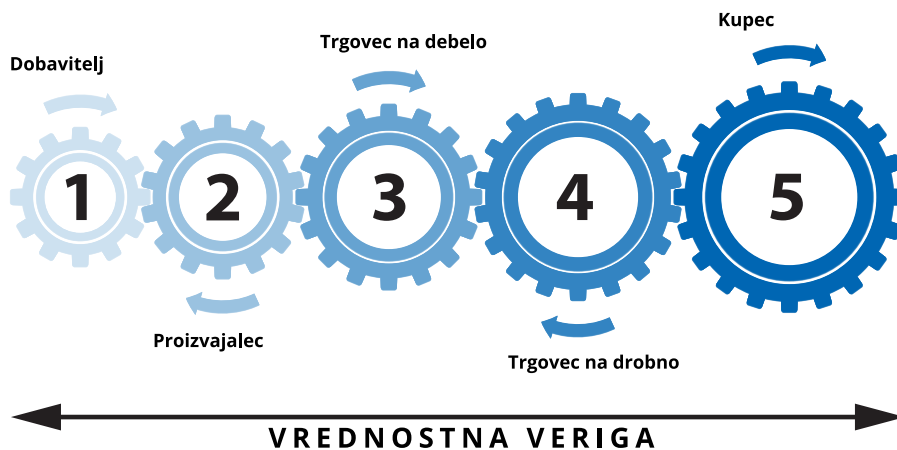 Kupec
Trgovec na debelo
Dobavitelj
1
2
3
4
5
Proizvajalec
Trgovec na drobno
VREDNOSTNA VERIGA